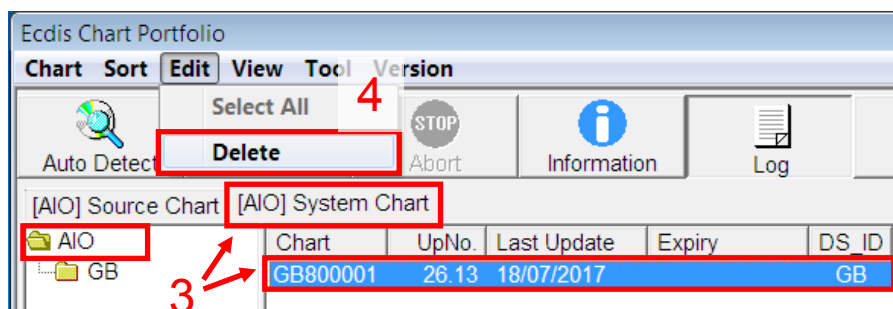 Ecdis Chart Portfolio
Chart Sort Edit View Tool Version
Select All 4
Delete
Auto Detect STOP Abort Information Log
[AIO] Source Chart [AIO] System Chart
AIO Chart UpNo. Last Update Expiry DS_ID
GB GB800001 26.13 18/07/2017 GB
3